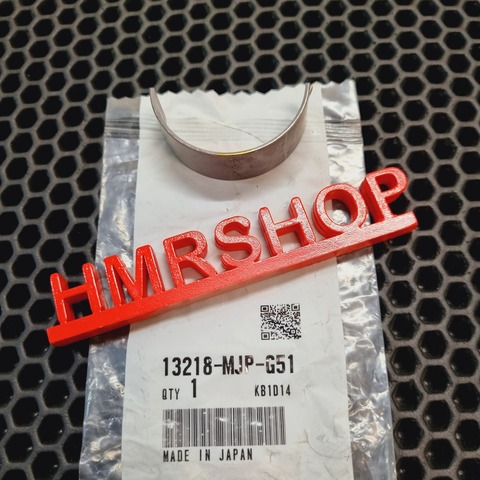 HMRSHOP
13218-MJP-G51
QTY 1 KB1D14
MADE IN JAPAN